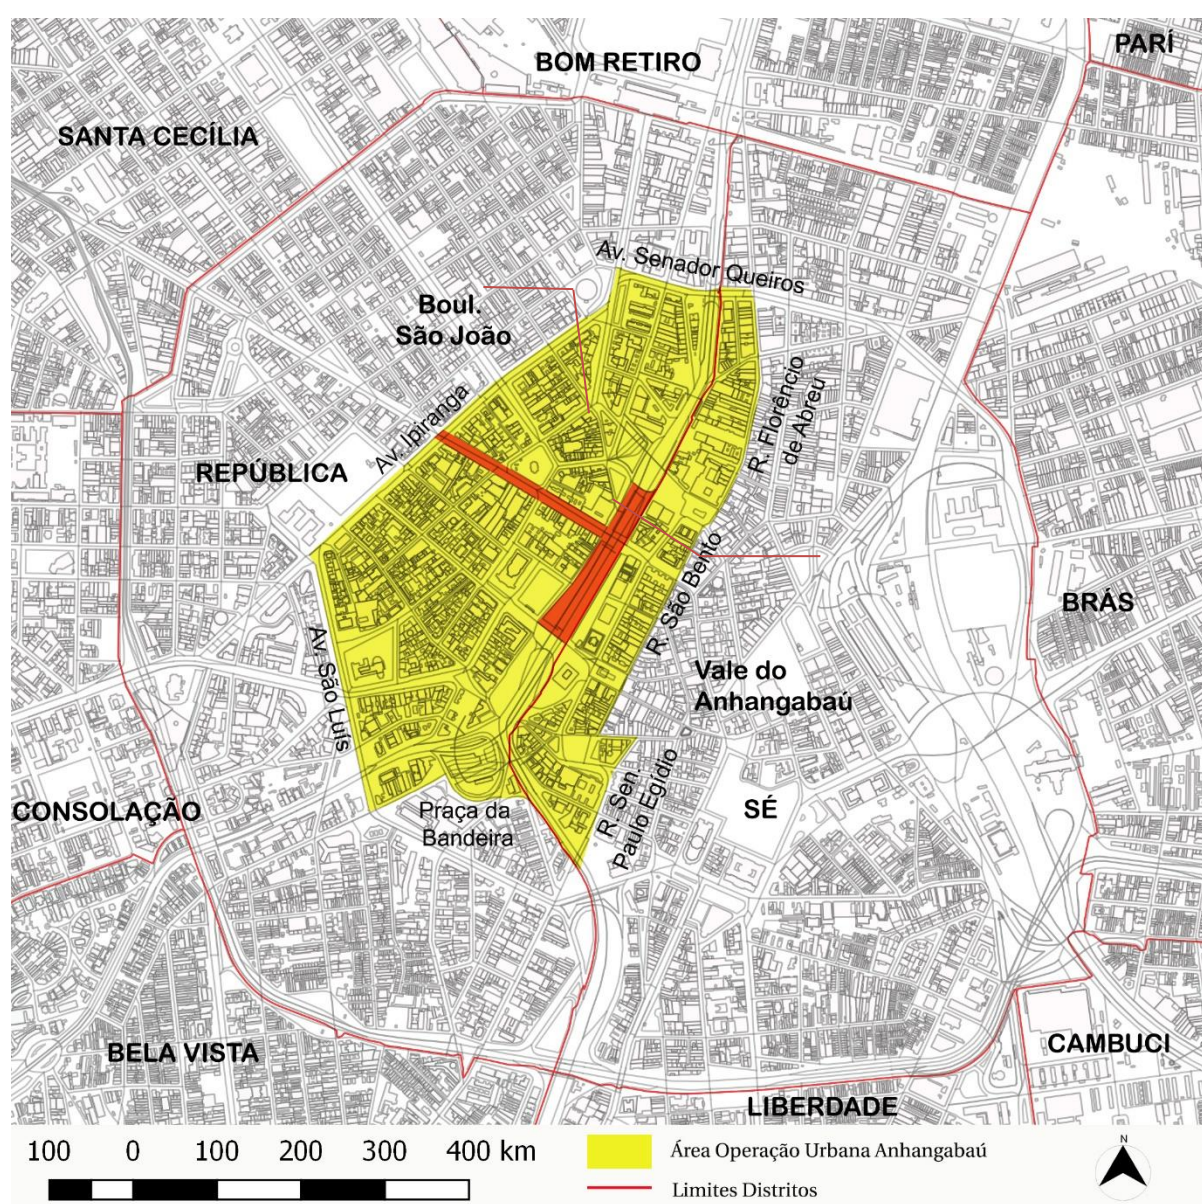 PARÍ
BOM RETIRO
SANTA CECÍLIA
Av. Senador Queiros
Boul.
São João
R. Florêncio
de Abreu
Av. Ipiranga
REPÚBLICA
R. São Bento
BRÁS
Av. São Luís
Vale do
Anhangabaú
CONSOLAÇÃO
Praça da
Bandeira
R. Sen
Paulo Egídio
SÉ
BELA VISTA
CAMBUCI
LIBERDADE
100 0 100 200 300 400 km
Área Operação Urbana Anhangabaú
Limites Distritos
N